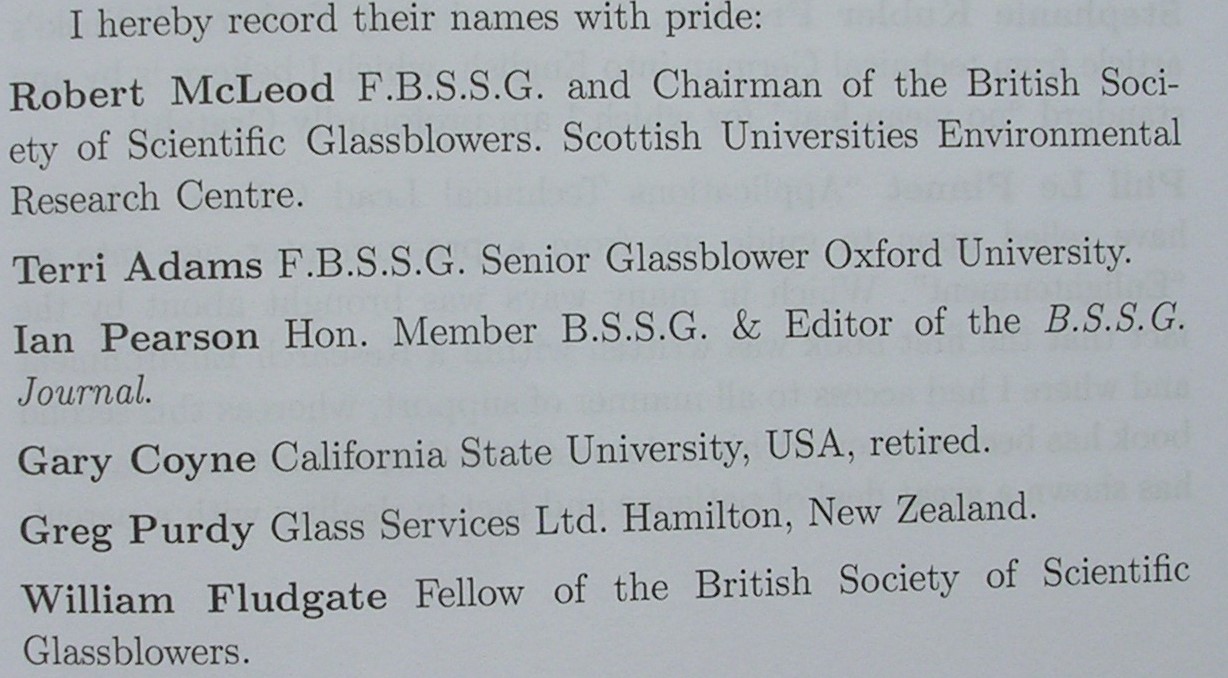 I hereby record their names with pride:
Robert McLeod F.B.S.S.G. and Chairman of the British Soci-
ety of Scientific Glassblowers. Scottish Universities Environmental
Research Centre.
Terri Adams F.B.S.S.G. Senior Glassblower Oxford University.
Ian Pearson Hon. Member B.S.S.G. & Editor of the B.S.S.G.
Journal.
Gary Coyne California State University, USA, retired.
Greg Purdy Glass Services Ltd. Hamilton, New Zealand.
William Fludgate Fellow of the British Society of Scientific
Glassblowers.